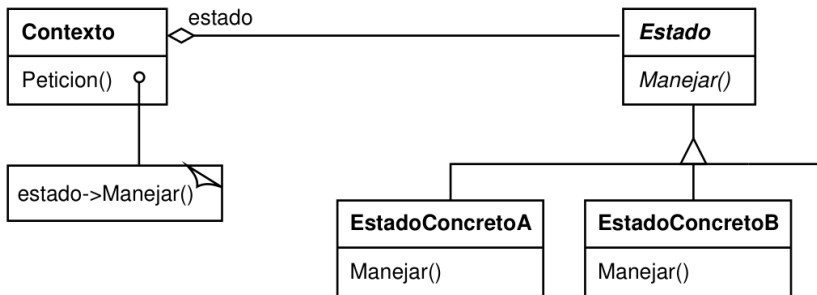 estado
Contexto
Peticion()
estado->Manejar()
Estado
Manejar()
EstadoConcretoA
Manejar()
EstadoConcretoB
Manejar()